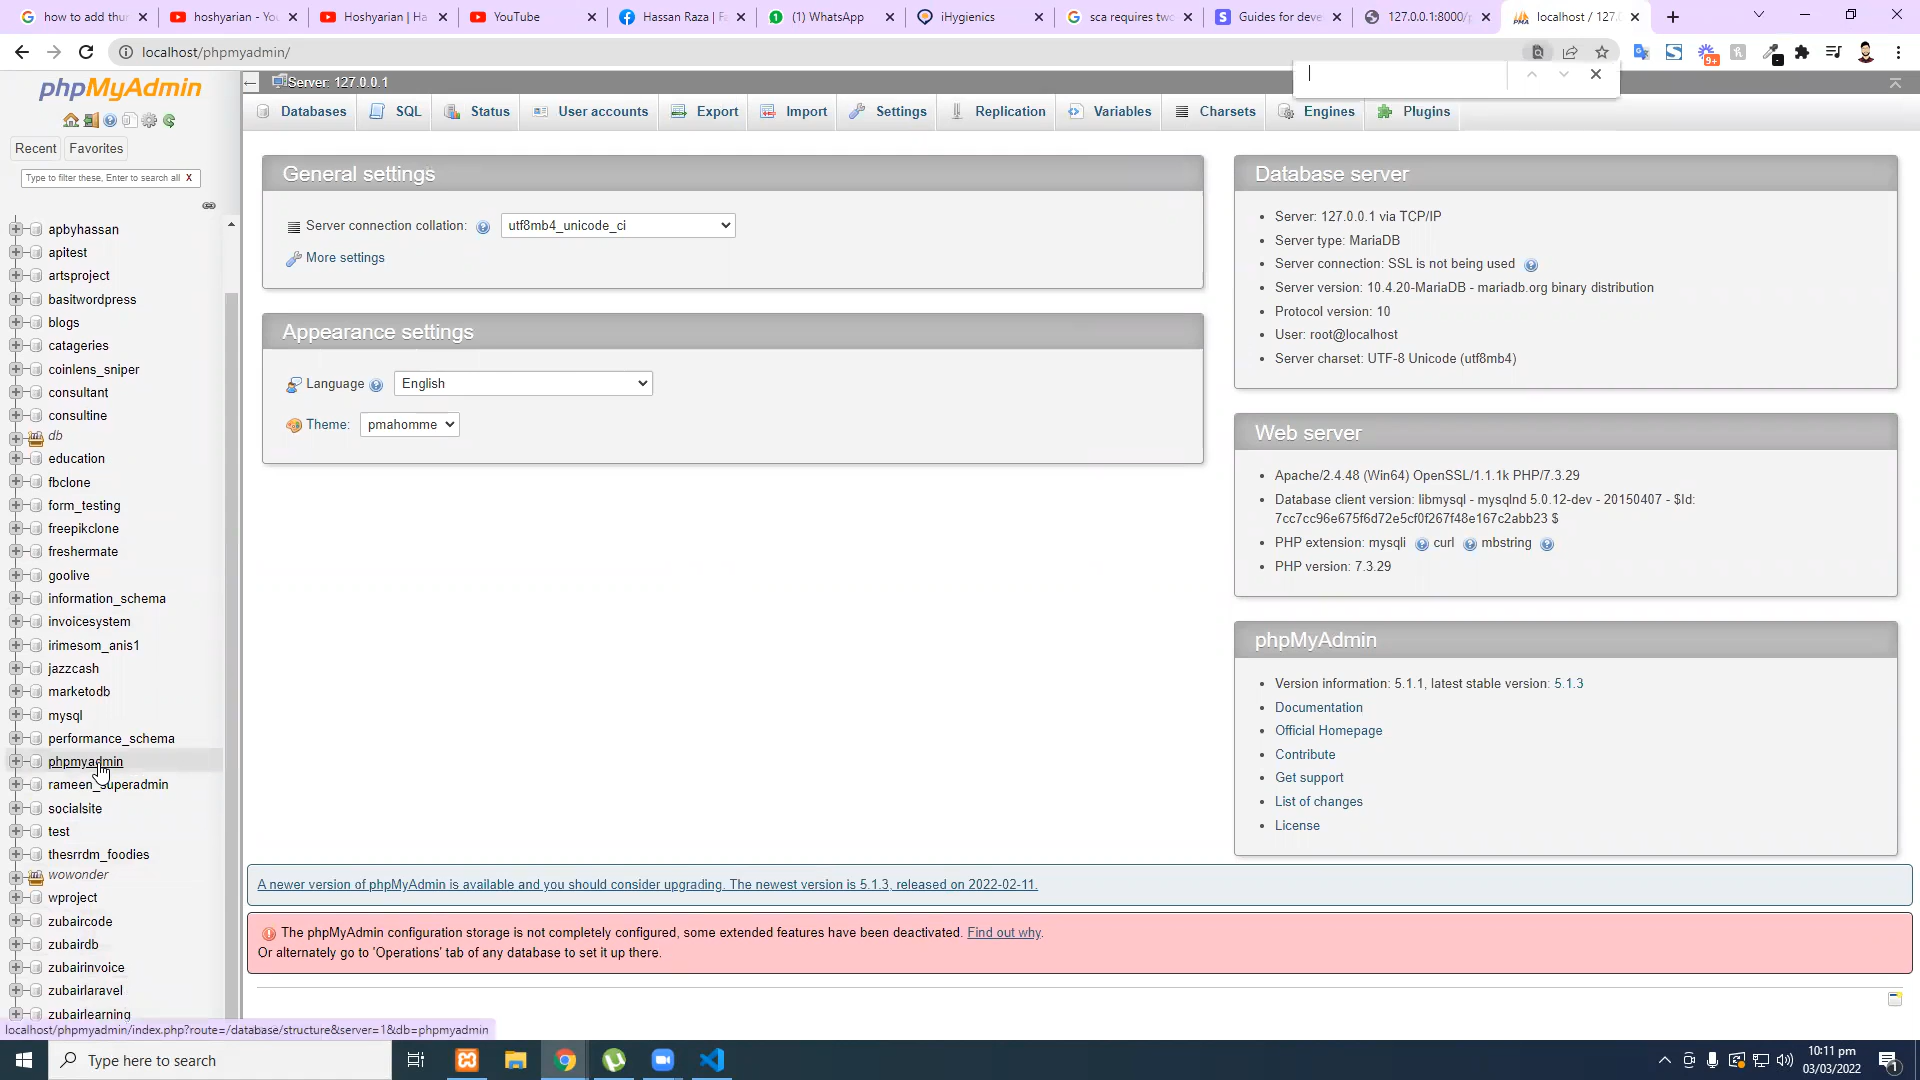 how to add thum
hoshyarian - You
Hoshyarian | Ha
YouTube
Hassan Raza | Fa
(1) WhatsApp
iHygienics
sca requires two
Guides for deve
127.0.0.1:8000/p
localhost / 127.0
localhost/phpmyadmin/
9+
phpMyAdmin
Recent
Favorites
Type to filter these, Enter to search all X
apbyhassan
apitest
artsproject
basitwordpress
blogs
catageries
coinlens_sniper
consultant
consultine
db
education
fbclone
form_testing
freepikclone
freshermate
goolive
information_schema
invoicesystem
irimesom_anis1
jazzcash
marketodb
mysql
performance_schema
phpmyadmin
rameen_superadmin
socialsite
test
thesrrdm_foodies
wowonder
wproject
zubaircode
zubairdb
zubairinvoice
zubairlaravel
zubairlearning
Server: 127.0.0.1
Databases
SQL
Status
User accounts
Export
Import
Settings
Replication
Variables
Charsets
Engines
Plugins
General settings
Server connection collation:
utf8mb4_unicode_ci
More settings
Appearance settings
Language
English
Theme:
pmahomme
Database server
Server: 127.0.0.1 via TCP/IP
Server type: MariaDB
Server connection: SSL is not being used
Server version: 10.4.20-MariaDB - mariadb.org binary distribution
Protocol version: 10
User: root@localhost
Server charset: UTF-8 Unicode (utf8mb4)
Web server
Apache/2.4.48 (Win64) OpenSSL/1.1.1k PHP/7.3.29
Database client version: libmysql - mysqlnd 5.0.12-dev - 20150407 - $Id:
7cc7cc96e675f6d72e5cf0f267f48e167c2abb23 $
PHP extension: mysqli curl mbstring
PHP version: 7.3.29
phpMyAdmin
Version information: 5.1.1, latest stable version: 5.1.3
Documentation
Official Homepage
Contribute
Get support
List of changes
License
A newer version of phpMyAdmin is available and you should consider upgrading. The newest version is 5.1.3, released on 2022-02-11.
The phpMyAdmin configuration storage is not completely configured, some extended features have been deactivated. Find out why.
Or alternately go to 'Operations' tab of any database to set it up there.
localhost/phpmyadmin/index.php?route=/database/structure&server=1&db=phpmyadmin
Type here to search
10:11 pm
03/03/2022
1